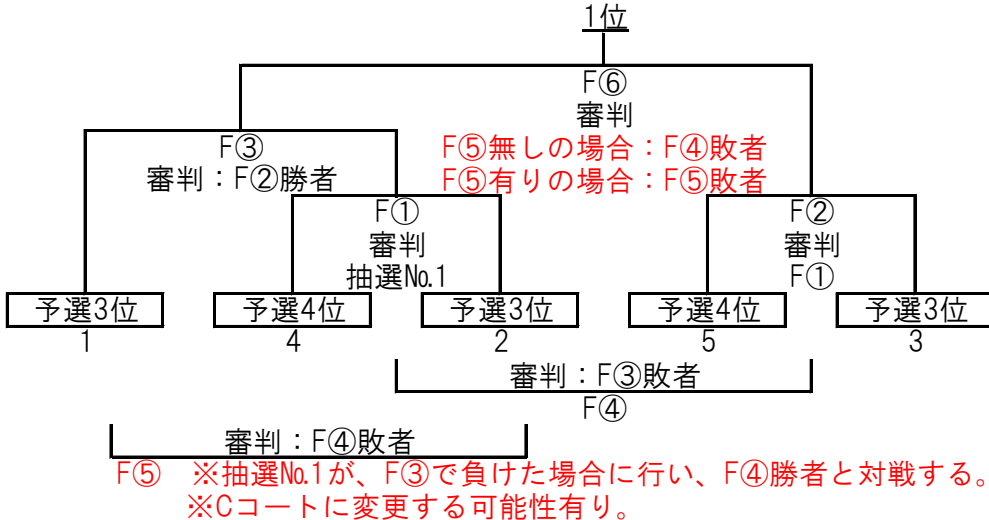 1位
F⑥
審判
F③
F⑤無しの場合：F④敗者
審判：F②勝者
F⑤有りの場合：F⑤敗者
F①
F②
審判
審判
抽選№1
F①
予選3位
予選4位
予選3位
予選4位
予選3位
1
4
2
5
3
審判：F③敗者
F④
審判：F④敗者
F⑤　※抽選№1が、F③で負けた場合に行い、F④勝者と対戦する。
※Cコートに変更する可能性有り。